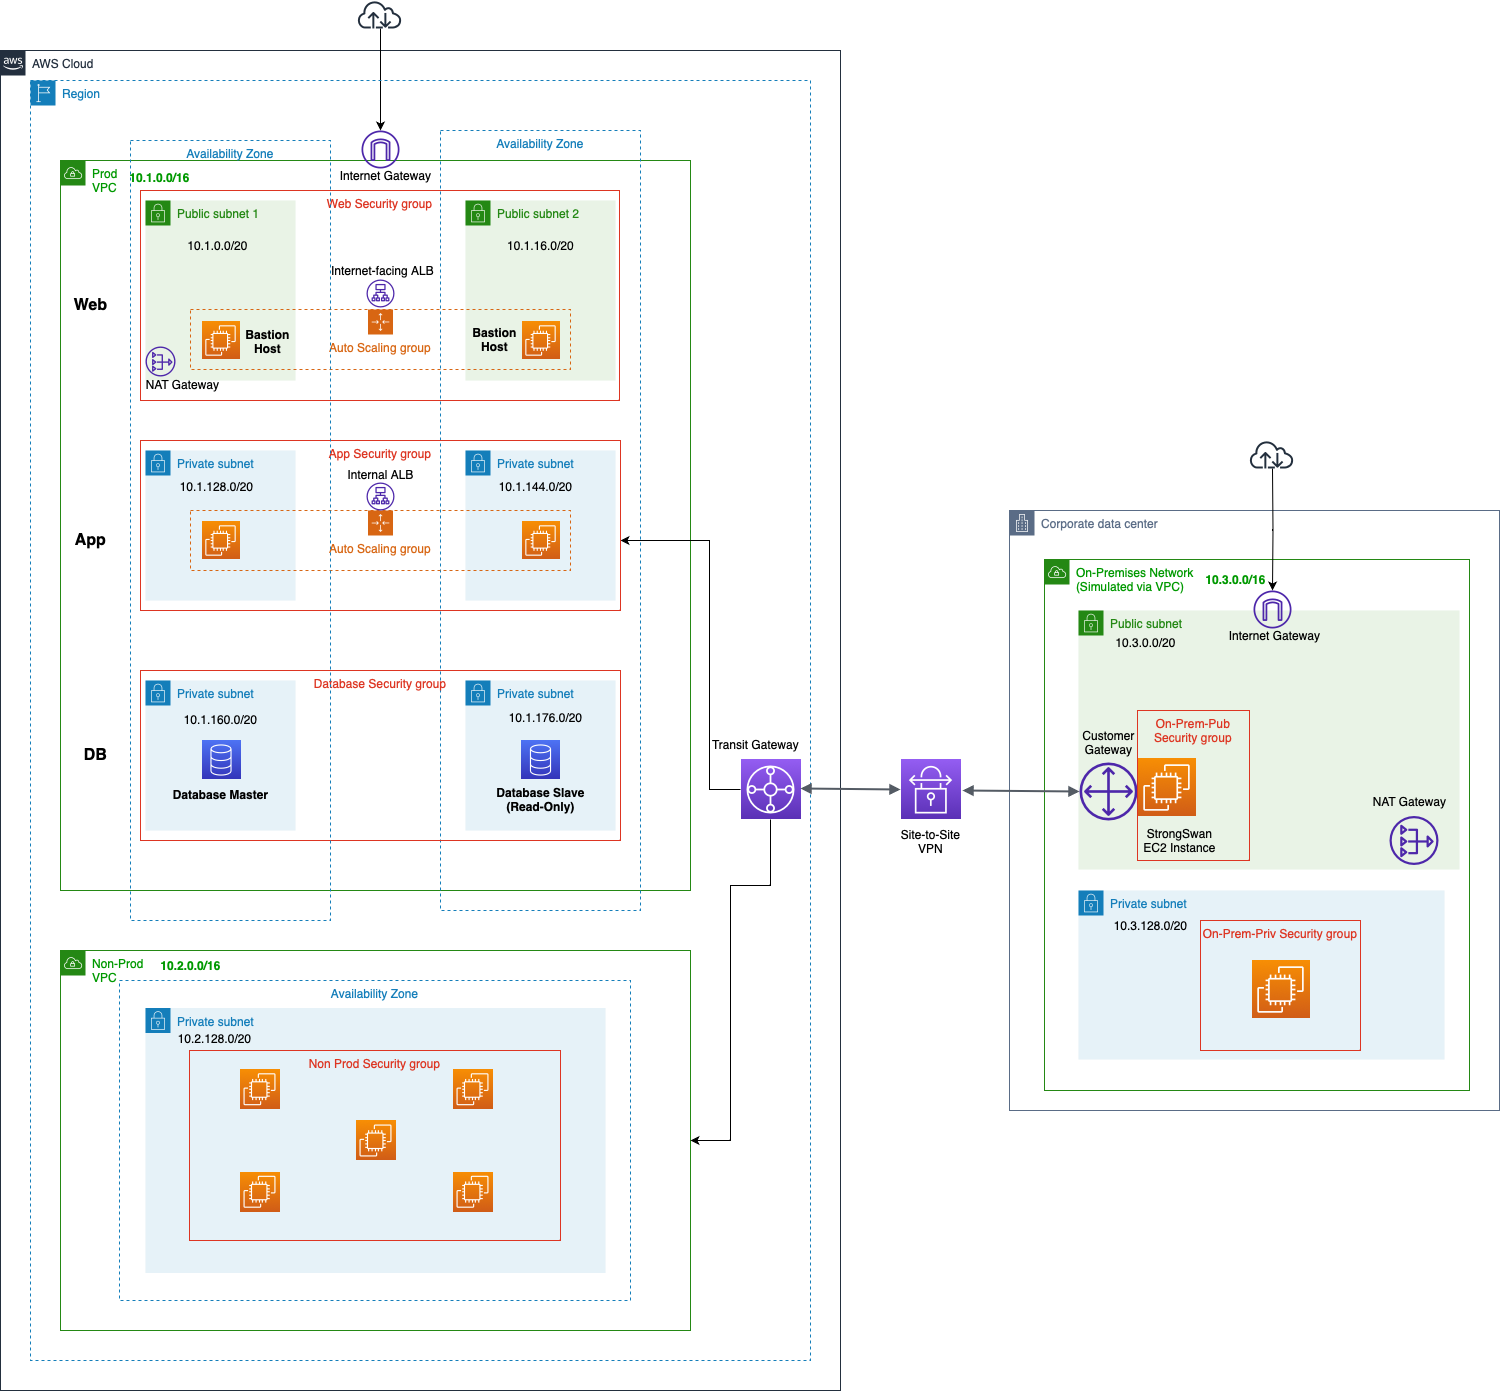 aws
AWS Cloud
Region
Availability Zone
Availability Zone
Internet Gateway
Prod
VPC
10.1.0.0/16
Web Security group
Public subnet 1
10.1.0.0/20
Public subnet 2
10.1.16.0/20
Internet-facing ALB
Web
Bastion
Host
Auto Scaling group
Bastion
Host
NAT Gateway
App Security group
Private subnet
10.1.128.0/20
Internal ALB
Private subnet
10.1.144.0/20
App
Auto Scaling group
Database Security group
Private subnet
10.1.160.0/20
Private subnet
10.1.176.0/20
DB
Database Master
Database Slave
(Read-Only)
Transit Gateway
Site-to-Site
VPN
Non-Prod
VPC
10.2.0.0/16
Availability Zone
Private subnet
10.2.128.0/20
Non Prod Security group
Corporate data center
On-Premises Network
(Simulated via VPC)
10.3.0.0/16
Internet Gateway
Public subnet
10.3.0.0/20
Customer
Gateway
On-Prem-Pub
Security group
StrongSwan
EC2 Instance
NAT Gateway
Private subnet
10.3.128.0/20
On-Prem-Priv Security group